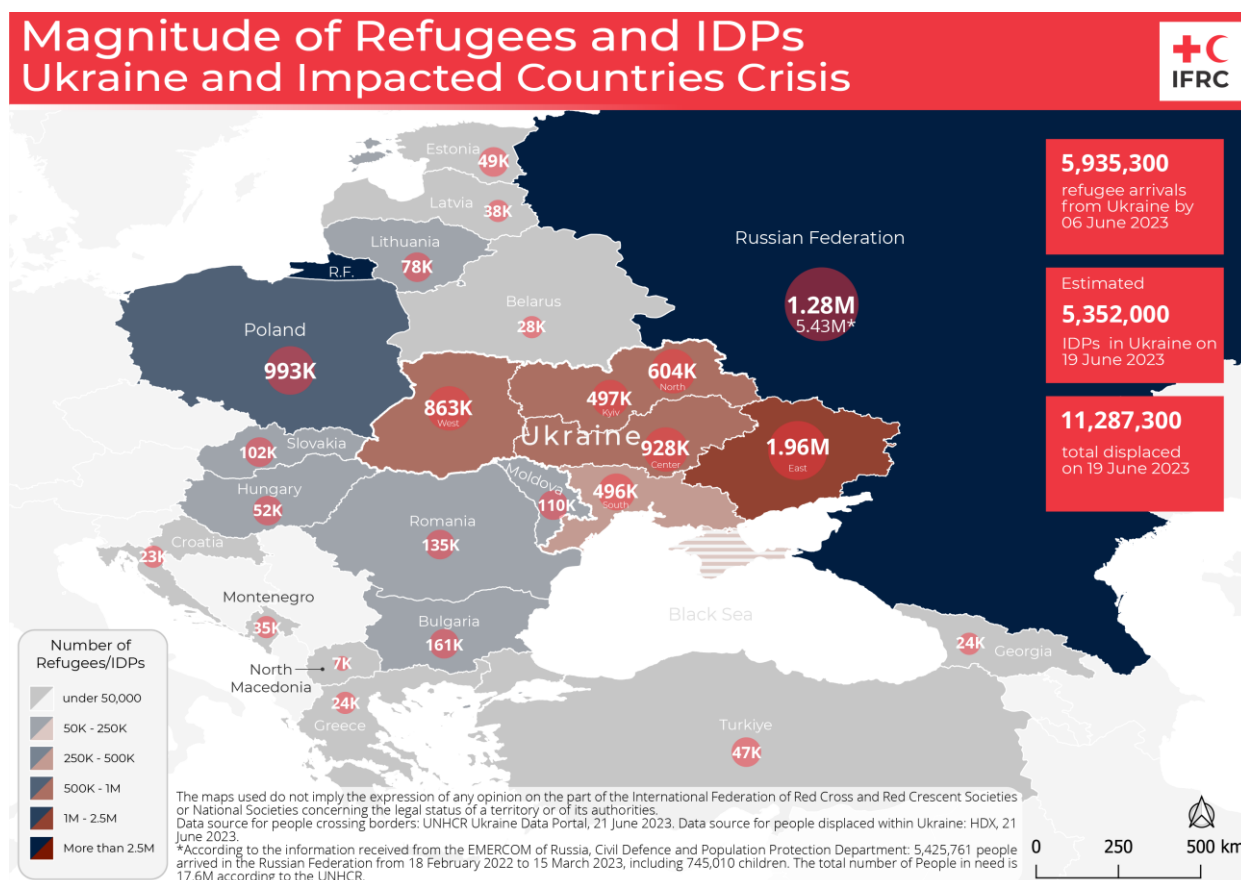 Magnitude of Refugees and IDPs
Ukraine and Impacted Countries Crisis
IFRC
5,935,300
refugee arrivals
from Ukraine by
06 June 2023
Estimated
5,352,000
IDPs in Ukraine on
19 June 2023
11,287,300
total displaced
on 19 June 2023
Estonia
49K
Latvia
38K
Lithuania
78K
R.F.
Russian Federation
1.28M
5.43M*
Belarus
28K
Poland
993K
604K
North
497K
Kyiv
863K
West
Ukraine
928K
Center
1.96M
East
496K
South
Slovakia
102K
Hungary
52K
Moldova
110K
Romania
135K
Croatia
23K
Montenegro
35K
Bulgaria
161K
Black Sea
North
Macedonia
7K
24K
Greece
Turkiye
47K
24K
Georgia
Number of
Refugees/IDPs
under 50,000
50K - 250K
250K - 500K
500K - 1M
1M - 2.5M
More than 2.5M
The maps used do not imply the expression of any opinion on the part of the International Federation of Red Cross and Red Crescent Societies
or National Societies concerning the legal status of a territory or of its authorities.
Data source for people crossing borders: UNHCR Ukraine Data Portal, 21 June 2023. Data source for people displaced within Ukraine: HDX, 21
June 2023.
*According to the information received from the EMERCOM of Russia, Civil Defence and Population Protection Department: 5,425,761 people
arrived in the Russian Federation from 18 February 2022 to 15 March 2023, including 745,010 children. The total number of People in need is
17.6M according to the UNHCR.
0 250 500 km